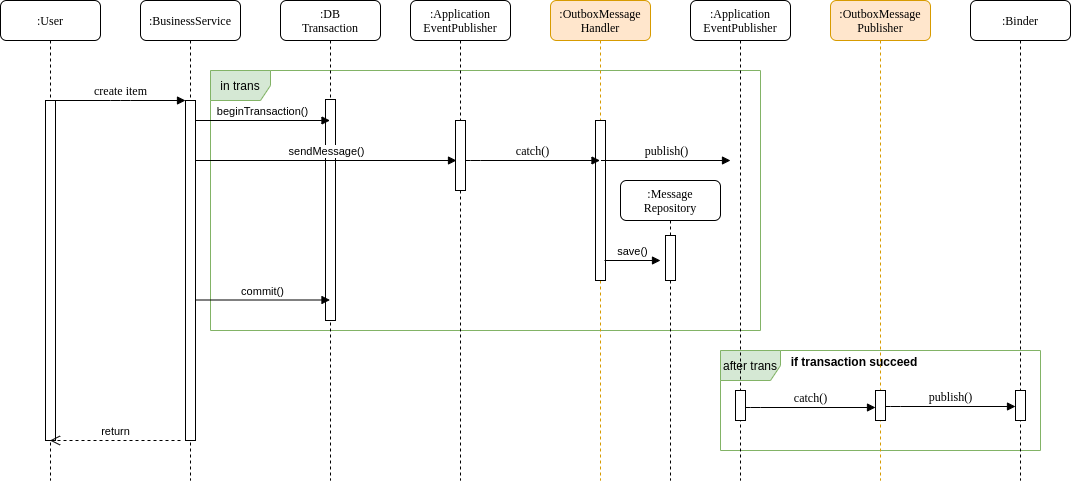 :User
:BusinessService
:DB
Transaction
:Application
EventPublisher
:OutboxMessage
Handler
:Application
EventPublisher
:OutboxMessage
Publisher
:Binder
in trans
create item
beginTransaction()
sendMessage()
catch()
publish()
:Message
Repository
save()
commit()
after trans
if transaction succeed
catch()
publish()
return